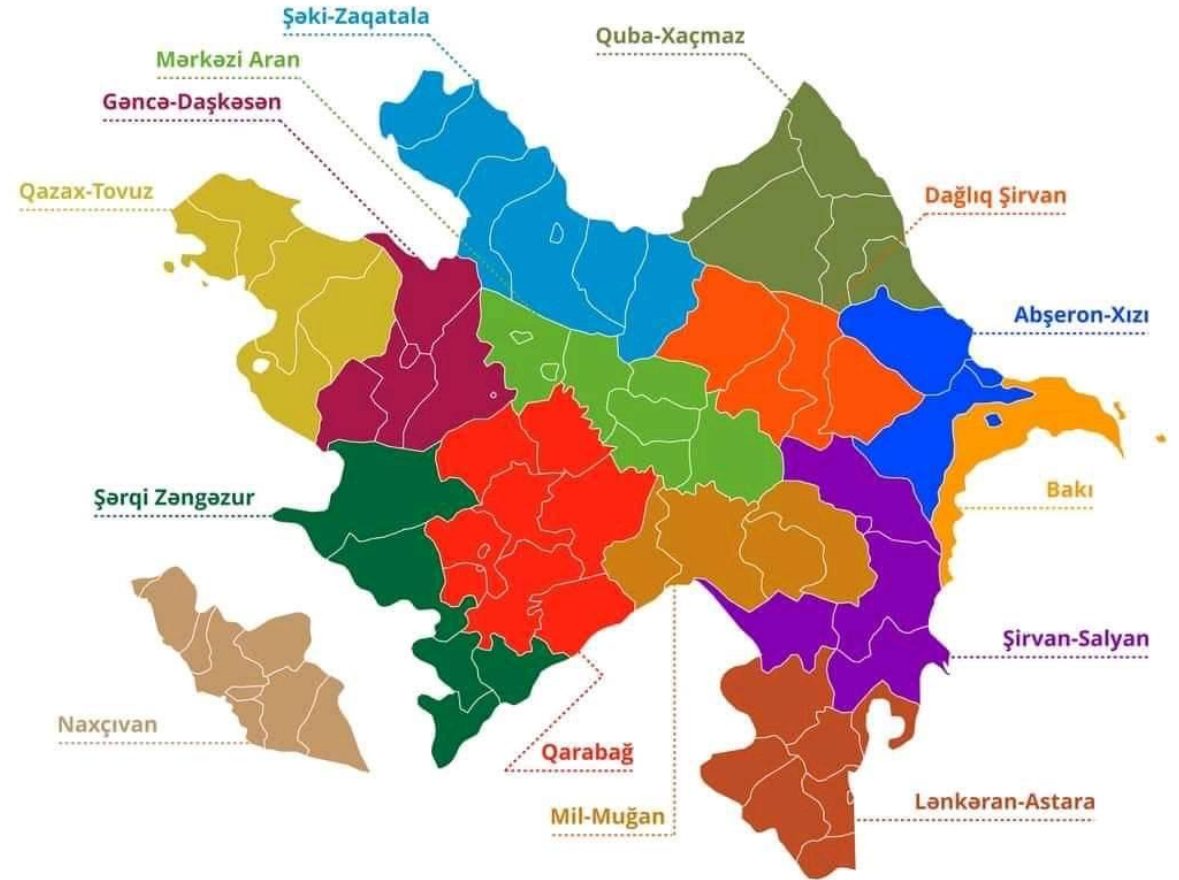 Şəki-Zaqatala
Quba-Xaçmaz
Mərkəzi Aran
Gəncə-Daşkəsən
Qazax-Tovuz
Dağlıq Şirvan
Abşeron-Xızı
Bakı
Şərqi Zəngəzur
Şirvan-Salyan
Naxçıvan
Qarabağ
Mil-Muğan
Lənkəran-Astara